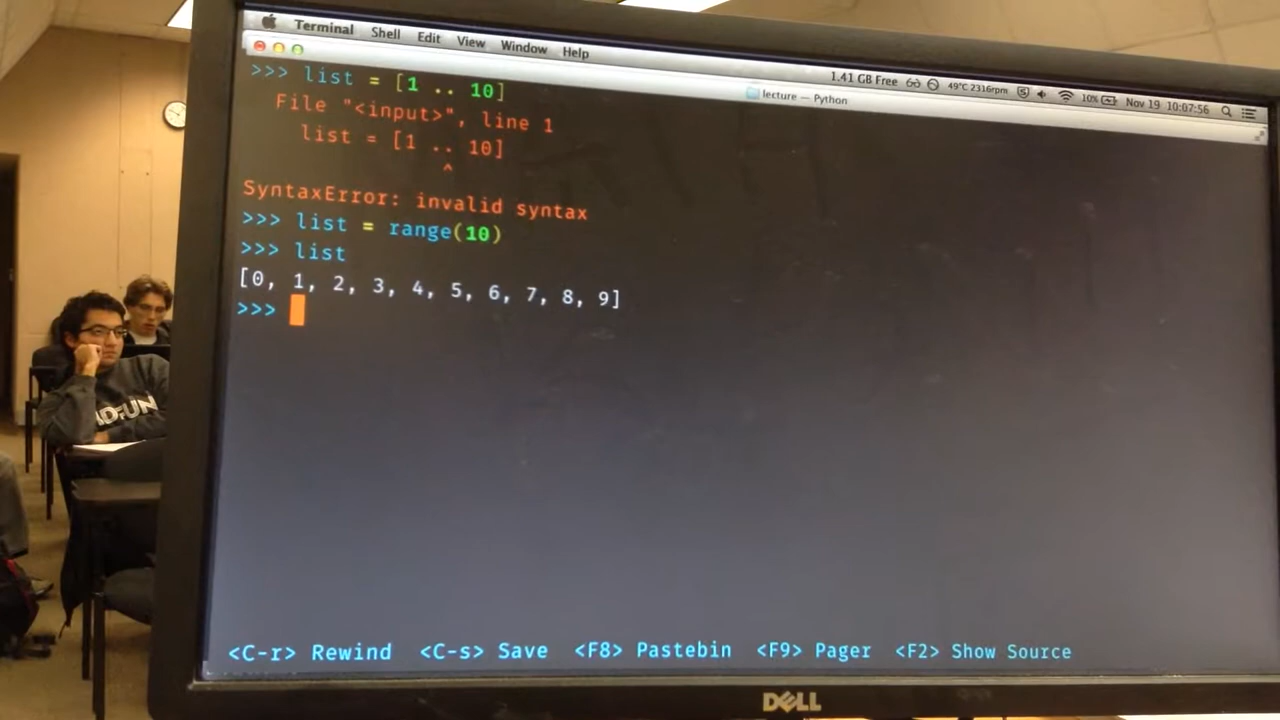 Terminal Shell Edit View Window Help
1.41 GB Free 49°C 2316rpm 10% Nov 19 10:07:56
lecture — Python
>>> list = [1 .. 10]
File "<input>", line 1
list = [1 .. 10]
^
SyntaxError: invalid syntax
>>> list = range(10)
>>> list
[0, 1, 2, 3, 4, 5, 6, 7, 8, 9]
>>>
<C-r> Rewind <C-s> Save <F8> Pastebin <F9> Pager <F2> Show Source
DELL